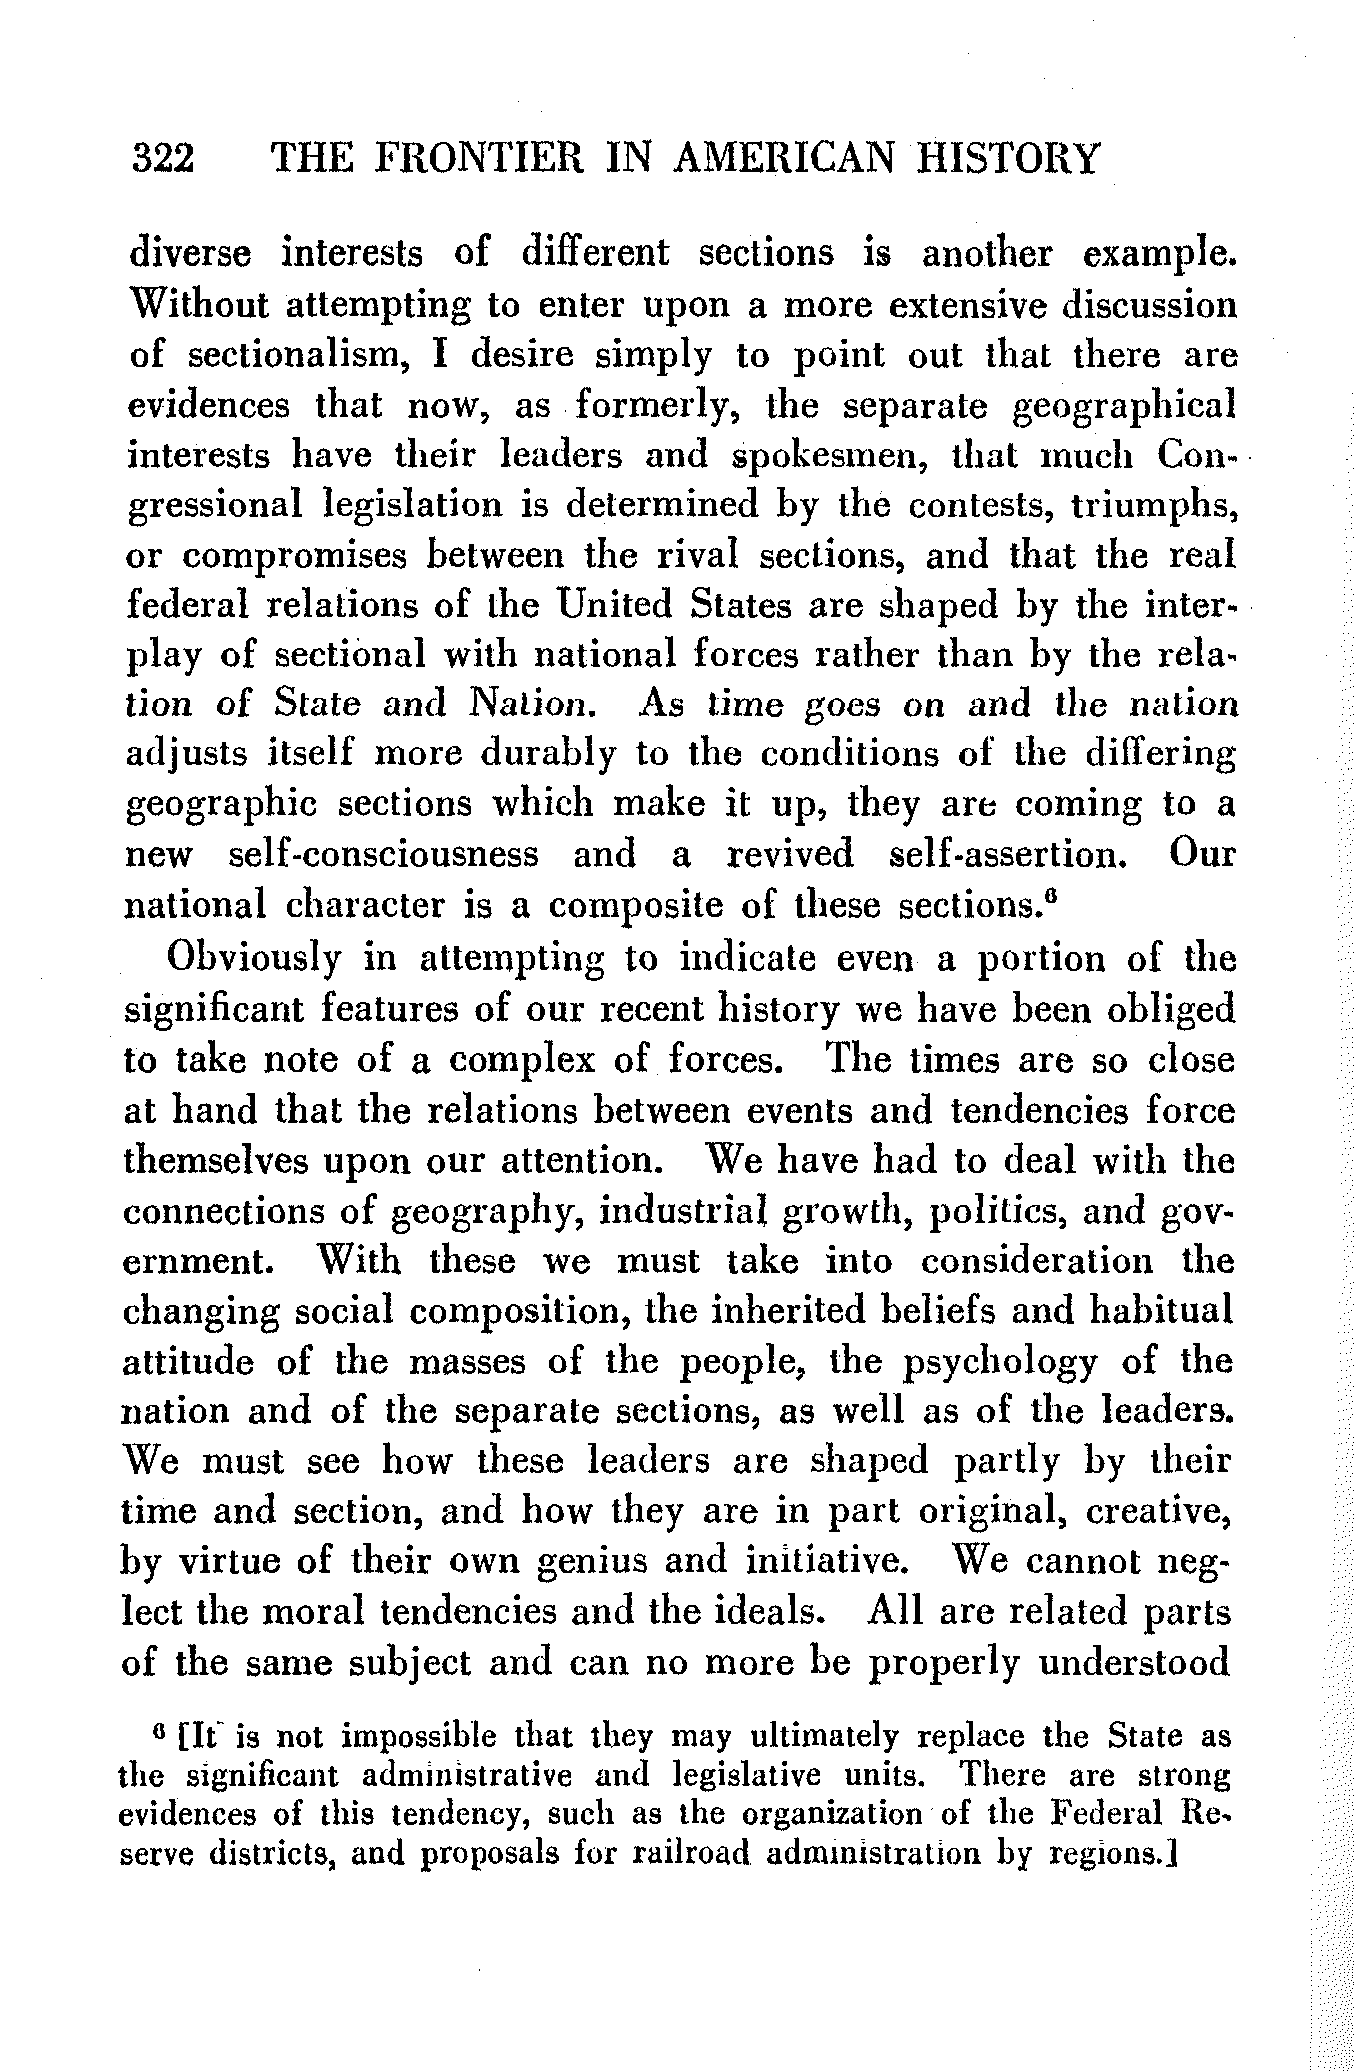 322 THE FRONTIER IN AMERICAN HISTORY
diverse interests of different sections is another example.
Without attempting to enter upon a more extensive discussion
of sectionalism, I desire simply to point out that there are
evidences that now, as formerly, the separate geographical
interests have their leaders and spokesmen, that much Con-
gressional legislation is determined by the contests, triumphs,
or compromises between the rival sections, and that the real
federal relations of the United States are shaped by the inter-
play of sectional with national forces rather than by the rela-
tion of State and Nation. As time goes on and the nation
adjusts itself more durably to the conditions of the differing
geographic sections which make it up, they are coming to a
new self-consciousness and a revived self-assertion. Our
national character is a composite of these sections.⁶
Obviously in attempting to indicate even a portion of the
significant features of our recent history we have been obliged
to take note of a complex of forces. The times are so close
at hand that the relations between events and tendencies force
themselves upon our attention. We have had to deal with the
connections of geography, industrial growth, politics, and gov-
ernment. With these we must take into consideration the
changing social composition, the inherited beliefs and habitual
attitude of the masses of the people, the psychology of the
nation and of the separate sections, as well as of the leaders.
We must see how these leaders are shaped partly by their
time and section, and how they are in part original, creative,
by virtue of their own genius and initiative. We cannot neg-
lect the moral tendencies and the ideals. All are related parts
of the same subject and can no more be properly understood
⁶ [It is not impossible that they may ultimately replace the State as
the significant administrative and legislative units. There are strong
evidences of this tendency, such as the organization of the Federal Re-
serve districts, and proposals for railroad administration by regions.]